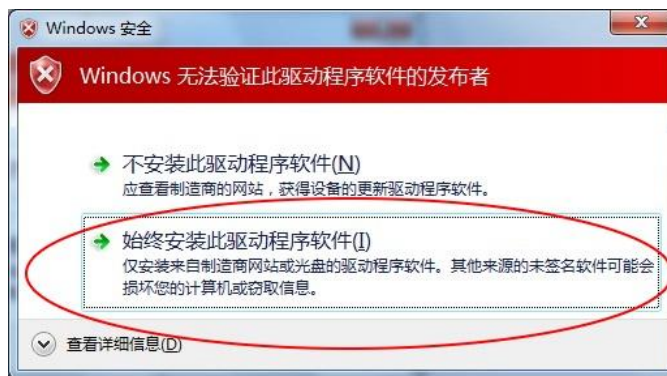 Windows 安全
Windows 无法验证此驱动程序软件的发布者
不安装此驱动程序软件(N)
应查看制造商的网站，获得设备的更新驱动程序软件。
始终安装此驱动程序软件(I)
仅安装来自制造商网站或光盘的驱动程序软件。其他来源的未签名软件可能会
损坏您的计算机或窃取信息。
查看详细信息(D)